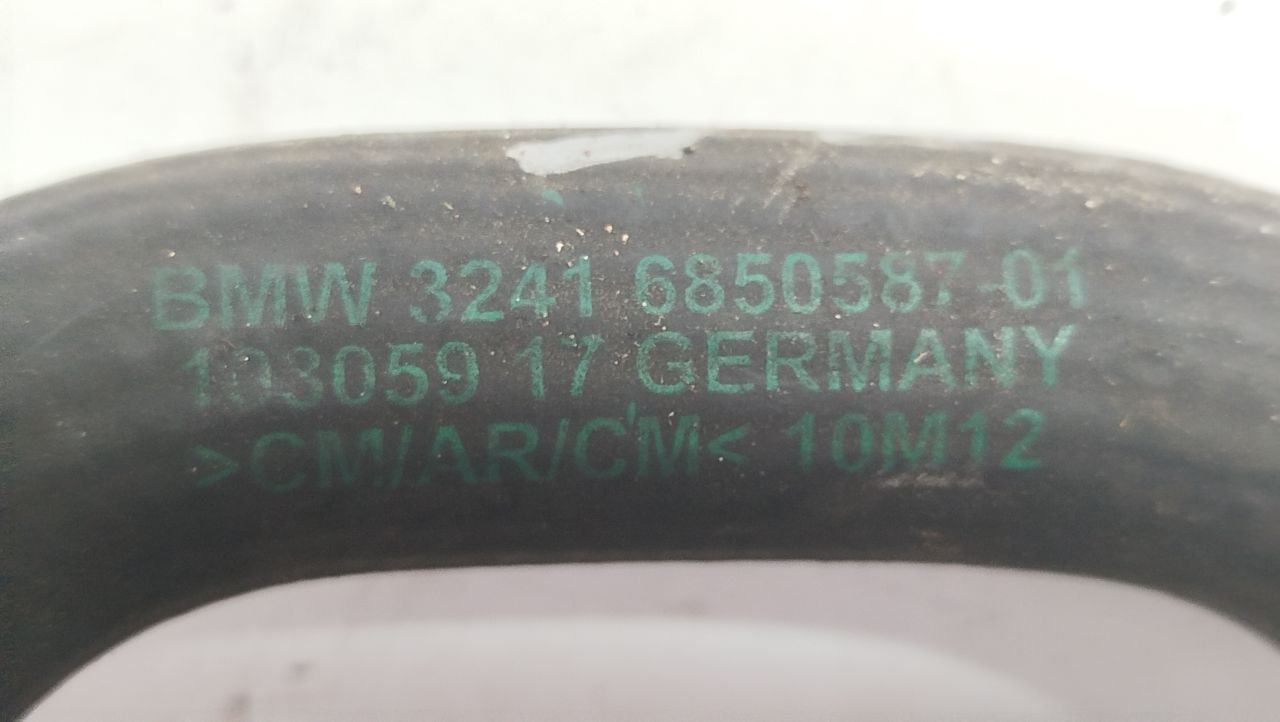 BMW 3241 6850587-01
103059 17 GERMANY
>CM/AR/CM< 10M12